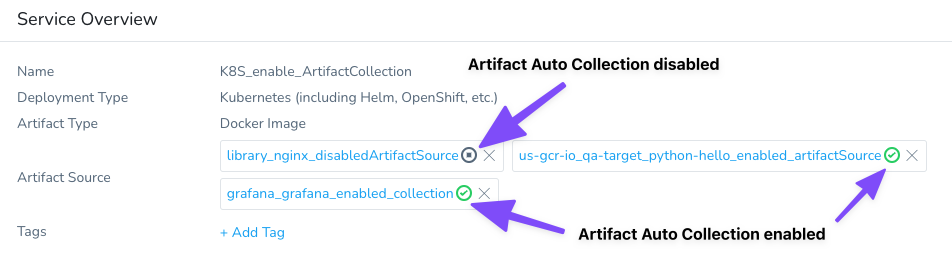 Service Overview
Artifact Auto Collection disabled
Name K8S_enable_ArtifactCollection
Deployment Type Kubernetes (including Helm, OpenShift, etc.)
Artifact Type Docker Image
library_nginx_disabledArtifactSource us-gcr-io_qa-target_python-hello_enabled_artifactSource
Artifact Source
grafana_grafana_enabled_collection
Tags + Add Tag
Artifact Auto Collection enabled